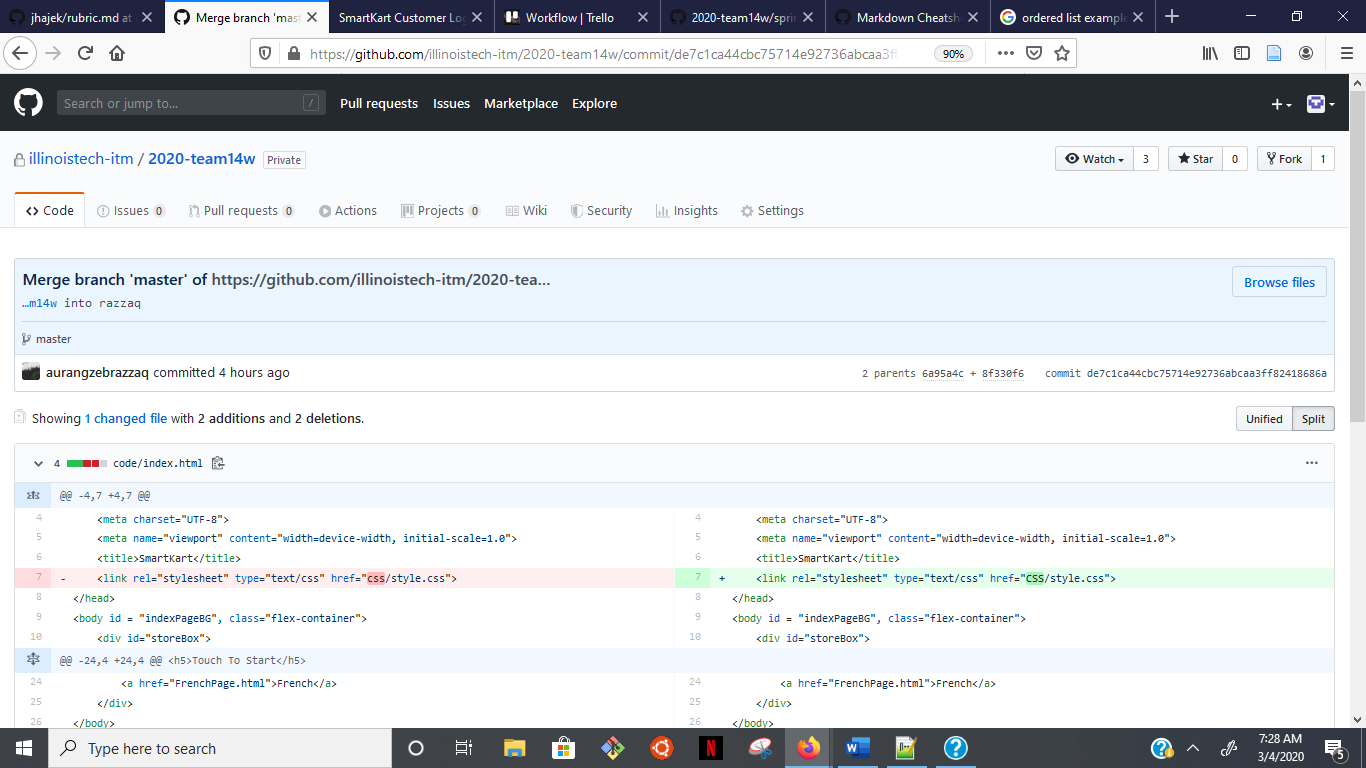 jhajek/rubric.md at
Merge branch 'mast
SmartKart Customer Log
Workflow | Trello
2020-team14w/sprin
Markdown Cheatsh
ordered list example
https://github.com/illinoistech-itm/2020-team14w/commit/de7c1ca44cbc75714e92736abcaa3ff
90%
Search or jump to...
/
Pull requests
Issues
Marketplace
Explore
illinoistech-itm / 2020-team14w
Private
Watch
3
Star
0
Fork
1
Code
Issues 0
Pull requests 0
Actions
Projects 0
Wiki
Security
Insights
Settings
Merge branch 'master' of https://github.com/illinoistech-itm/2020-tea…
Browse files
…m14w into razzaq
master
aurangzebrazzaq committed 4 hours ago
2 parents 6a95a4c + 8f330f6 commit de7c1ca44cbc75714e92736abcaa3ff82418686a
Showing 1 changed file with 2 additions and 2 deletions.
Unified
Split
4
code/index.html
@@ -4,7 +4,7 @@
4 <meta charset="UTF-8">
4 <meta charset="UTF-8">
5 <meta name="viewport" content="width=device-width, initial-scale=1.0">
5 <meta name="viewport" content="width=device-width, initial-scale=1.0">
6 <title>SmartKart</title>
6 <title>SmartKart</title>
7 - <link rel="stylesheet" type="text/css" href="css/style.css">
7 + <link rel="stylesheet" type="text/css" href="CSS/style.css">
8 </head>
8 </head>
9 <body id = "indexPageBG", class="flex-container">
9 <body id = "indexPageBG", class="flex-container">
10 <div id="storeBox">
10 <div id="storeBox">
@@ -24,4 +24,4 @@ <h5>Touch To Start</h5>
24 <a href="FrenchPage.html">French</a>
24 <a href="FrenchPage.html">French</a>
25 </div>
25 </div>
26 </body>
26 </body>
Type here to search
7:28 AM
3/4/2020
5